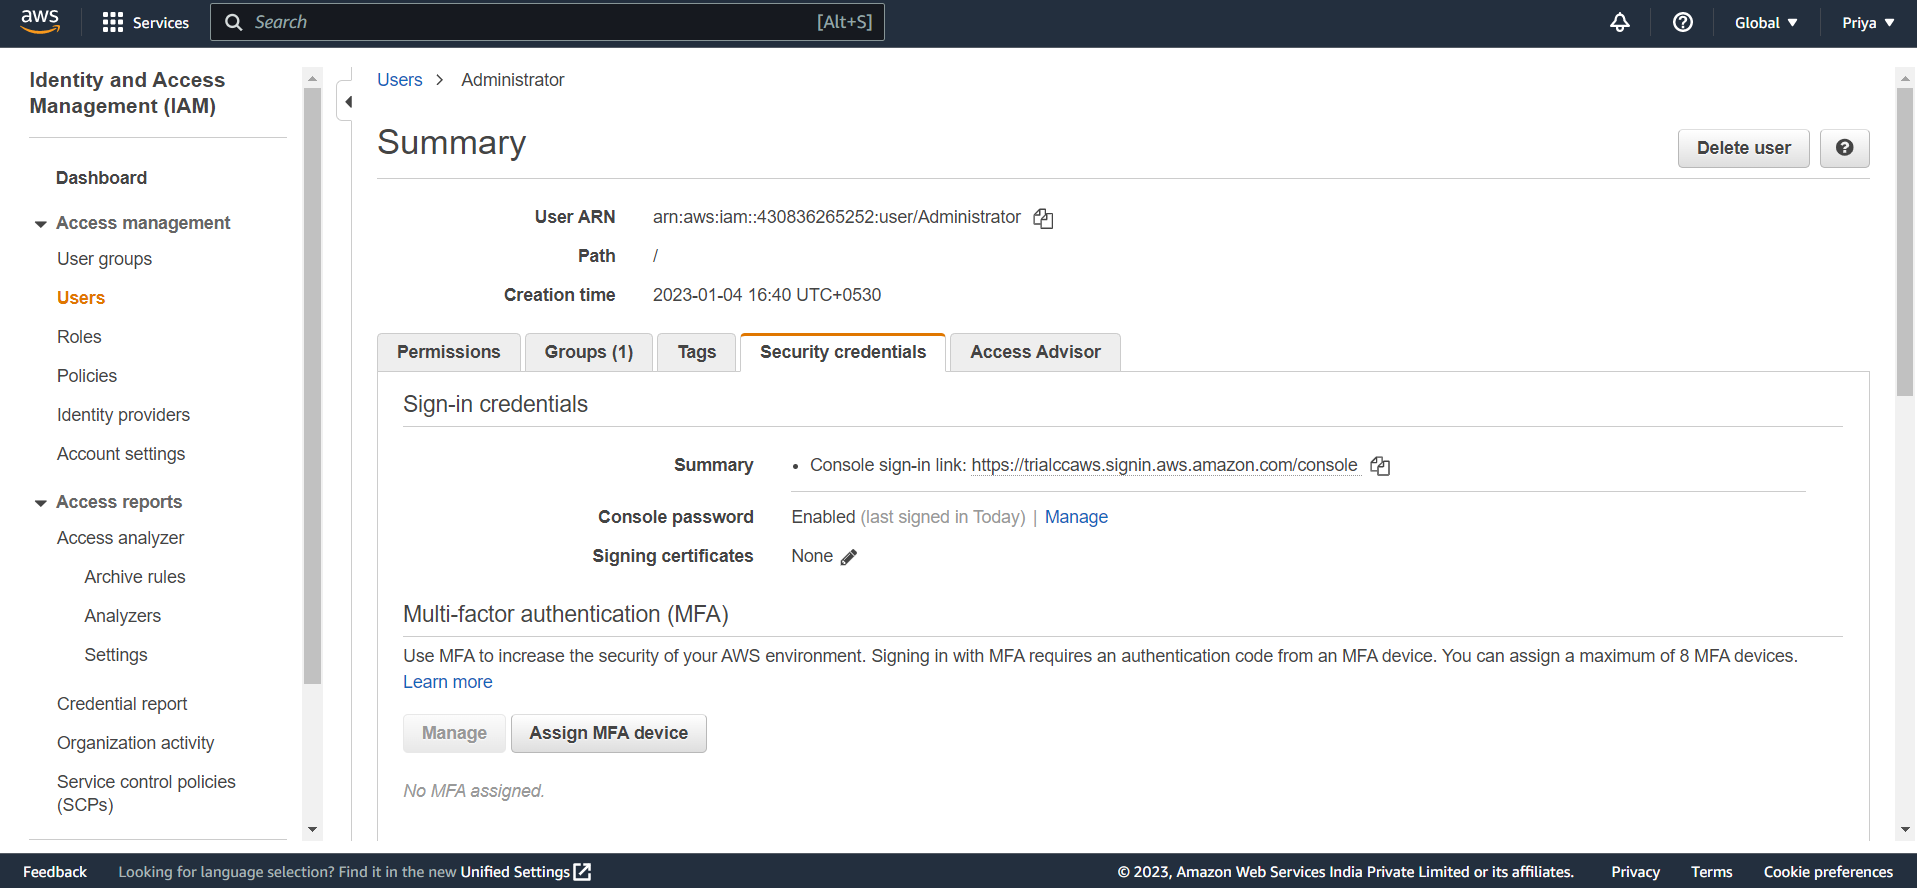 aws
Services
Search
[Alt+S]
Global
Priya
Identity and Access
Management (IAM)
Dashboard
Access management
User groups
Users
Roles
Policies
Identity providers
Account settings
Access reports
Access analyzer
Archive rules
Analyzers
Settings
Credential report
Organization activity
Service control policies
(SCPs)
Users > Administrator
Summary
Delete user
User ARN arn:aws:iam::430836265252:user/Administrator
Path /
Creation time 2023-01-04 16:40 UTC+0530
Permissions
Groups (1)
Tags
Security credentials
Access Advisor
Sign-in credentials
Summary • Console sign-in link: https://trialccaws.signin.aws.amazon.com/console
Console password Enabled (last signed in Today) | Manage
Signing certificates None
Multi-factor authentication (MFA)
Use MFA to increase the security of your AWS environment. Signing in with MFA requires an authentication code from an MFA device. You can assign a maximum of 8 MFA devices.
Learn more
Manage
Assign MFA device
No MFA assigned.
Feedback
Looking for language selection? Find it in the new Unified Settings
© 2023, Amazon Web Services India Private Limited or its affiliates.
Privacy
Terms
Cookie preferences